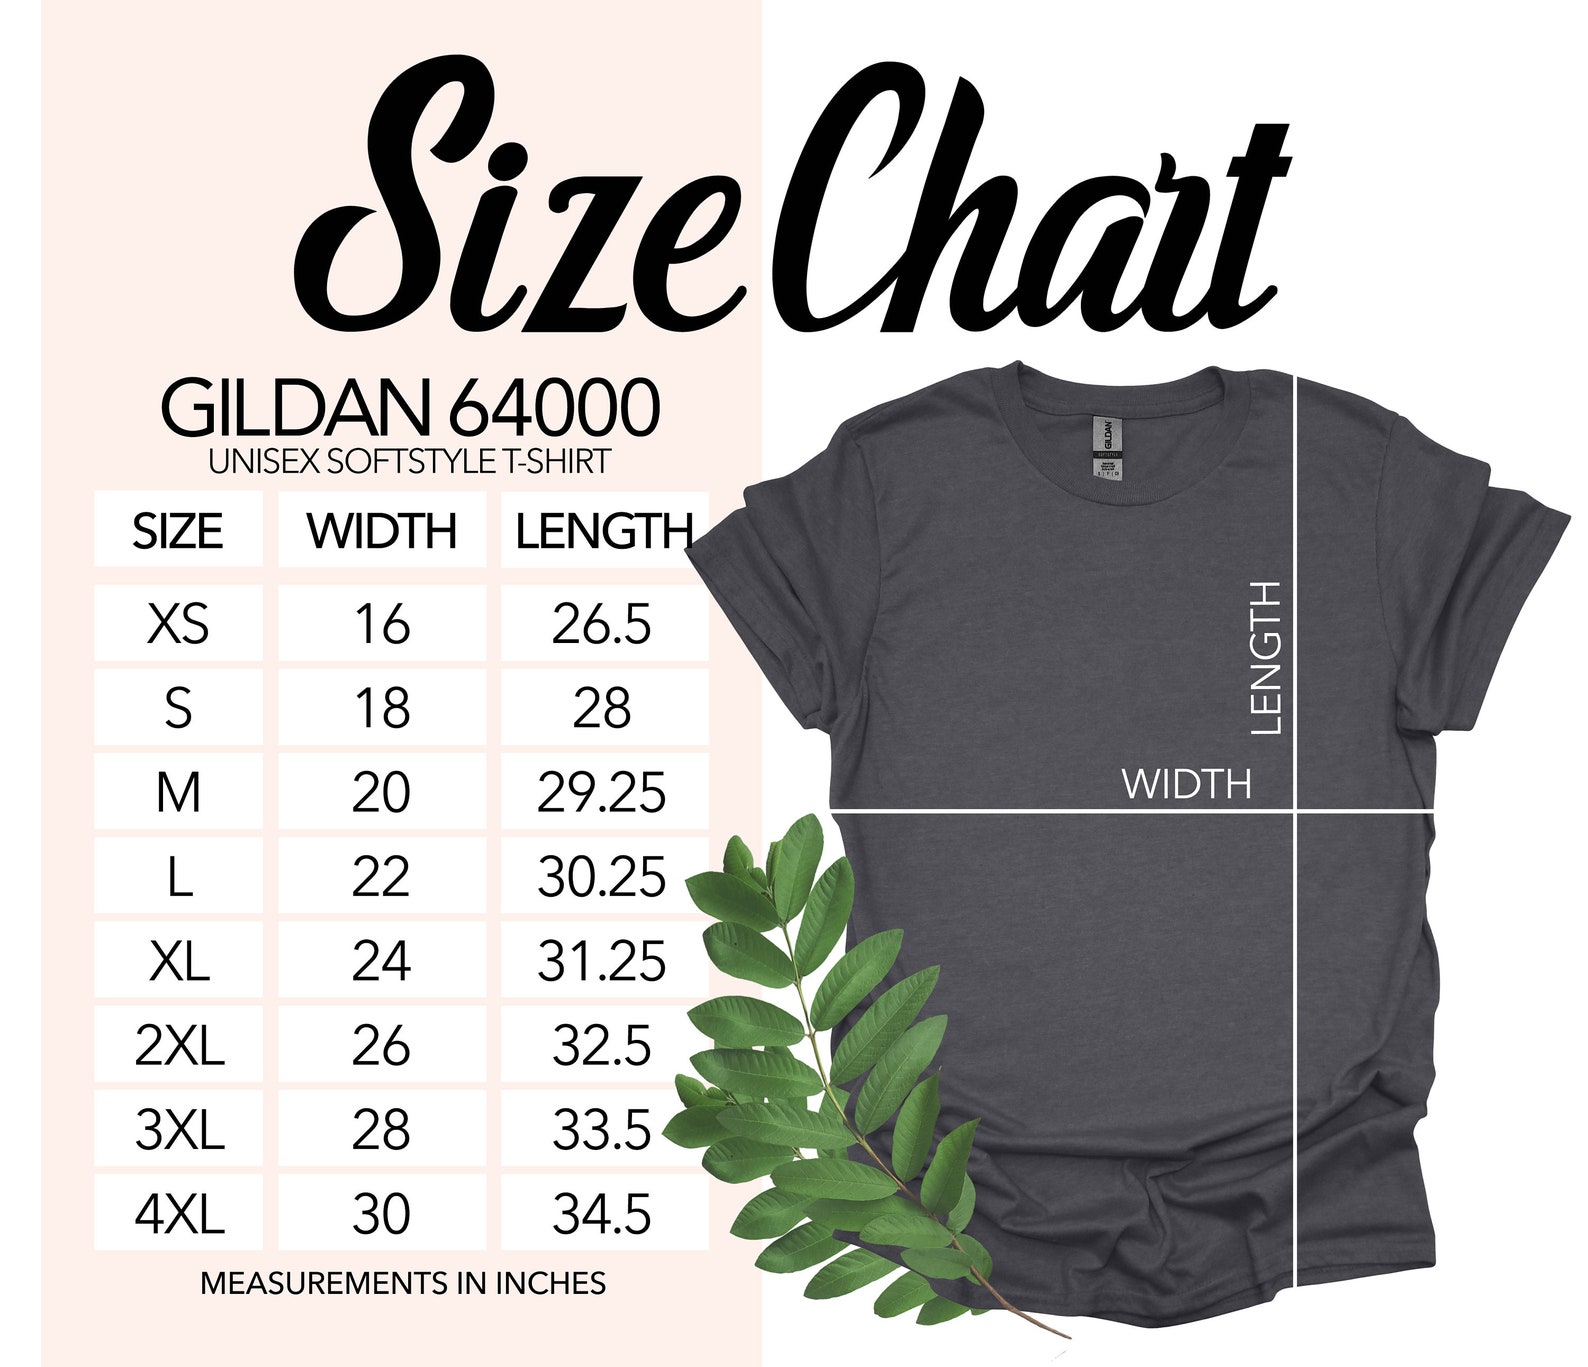 Size Chart
GILDAN 64000
UNISEX SOFTSTYLE T-SHIRT
SIZE WIDTH LENGTH
XS 16 26.5
S 18 28
M 20 29.25
L 22 30.25
XL 24 31.25
2XL 26 32.5
3XL 28 33.5
4XL 30 34.5
MEASUREMENTS IN INCHES
GILDAN
SOFTSTYLE
LENGTH
WIDTH